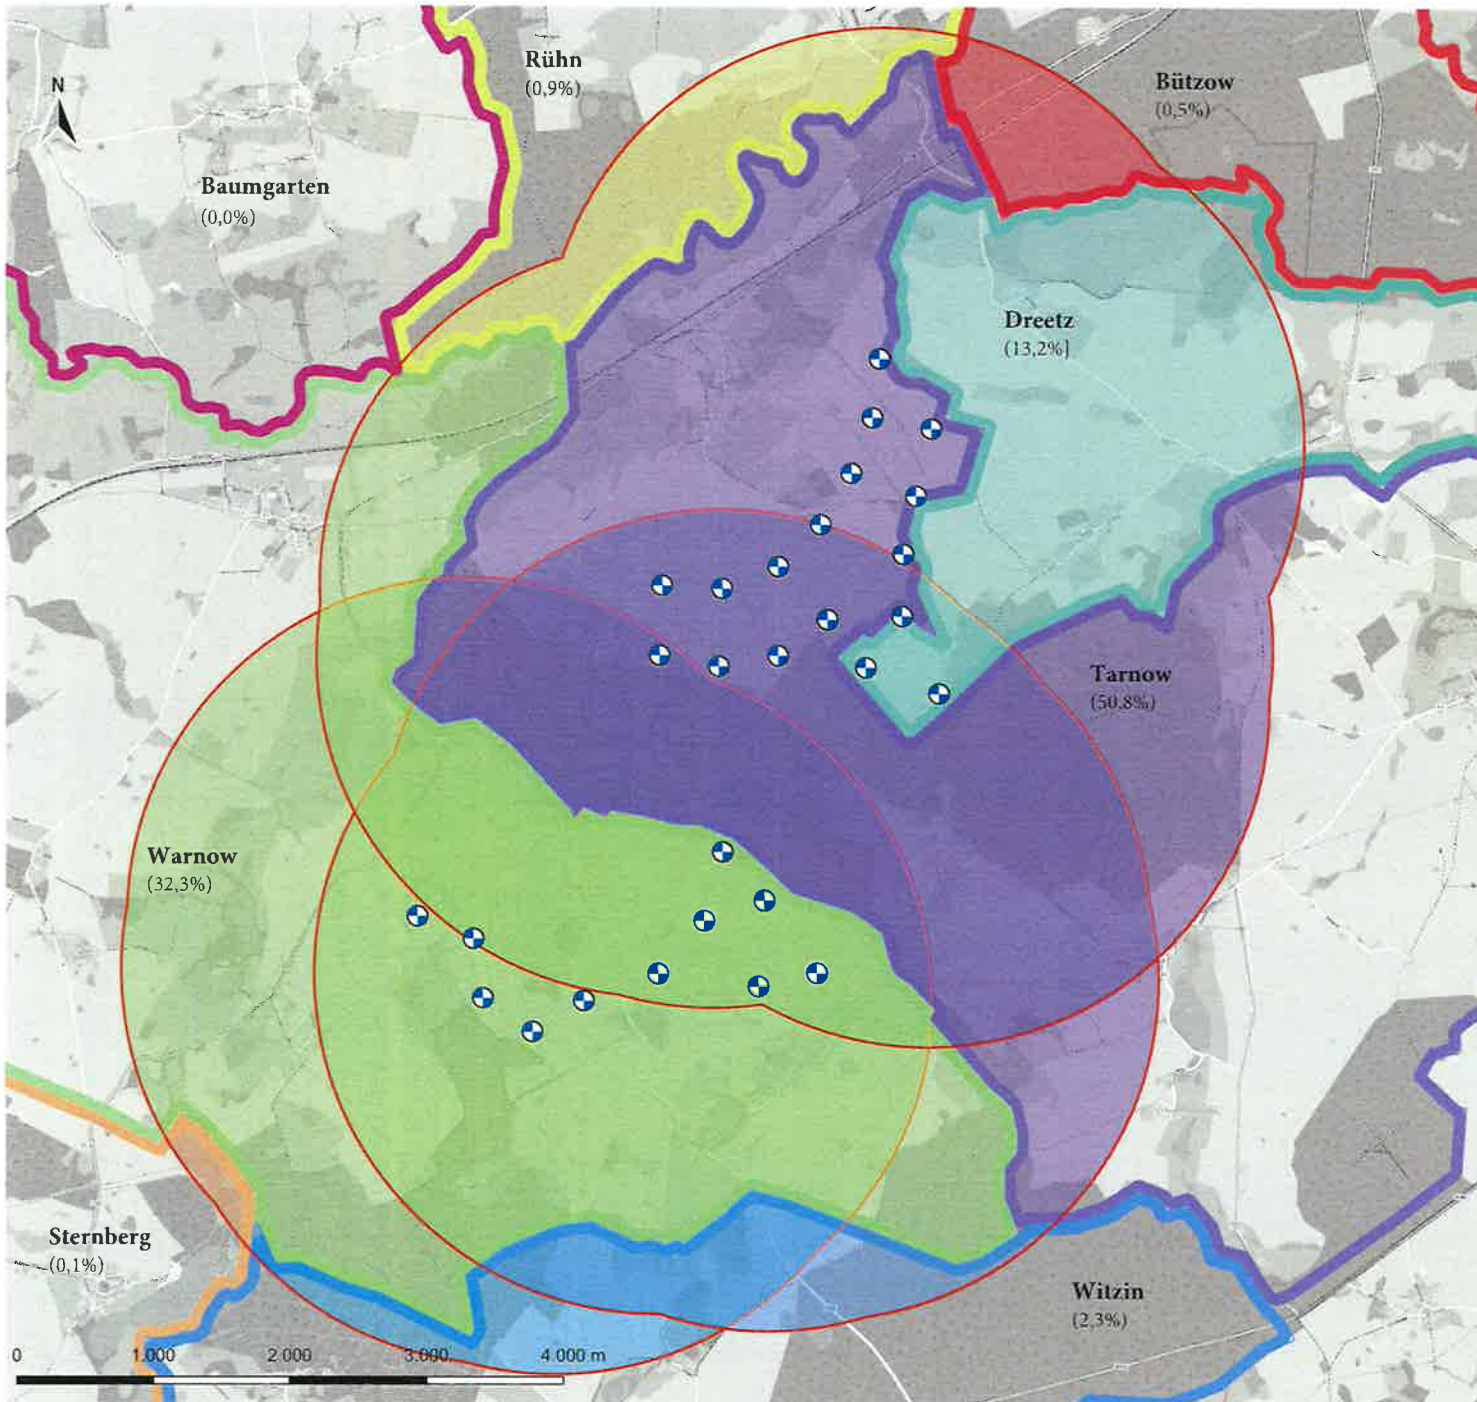 Rühn
(0,9%)
Bützow
(0,5%)
N
Baumgarten
(0,0%)
Dreetz
(13,2%]
Tarnow
(50,8%)
Warnow
(32,3%)
Sternberg
(0,1%)
Witzin
(2,3%)
0 1.000 2.000 3.000 4.000 m